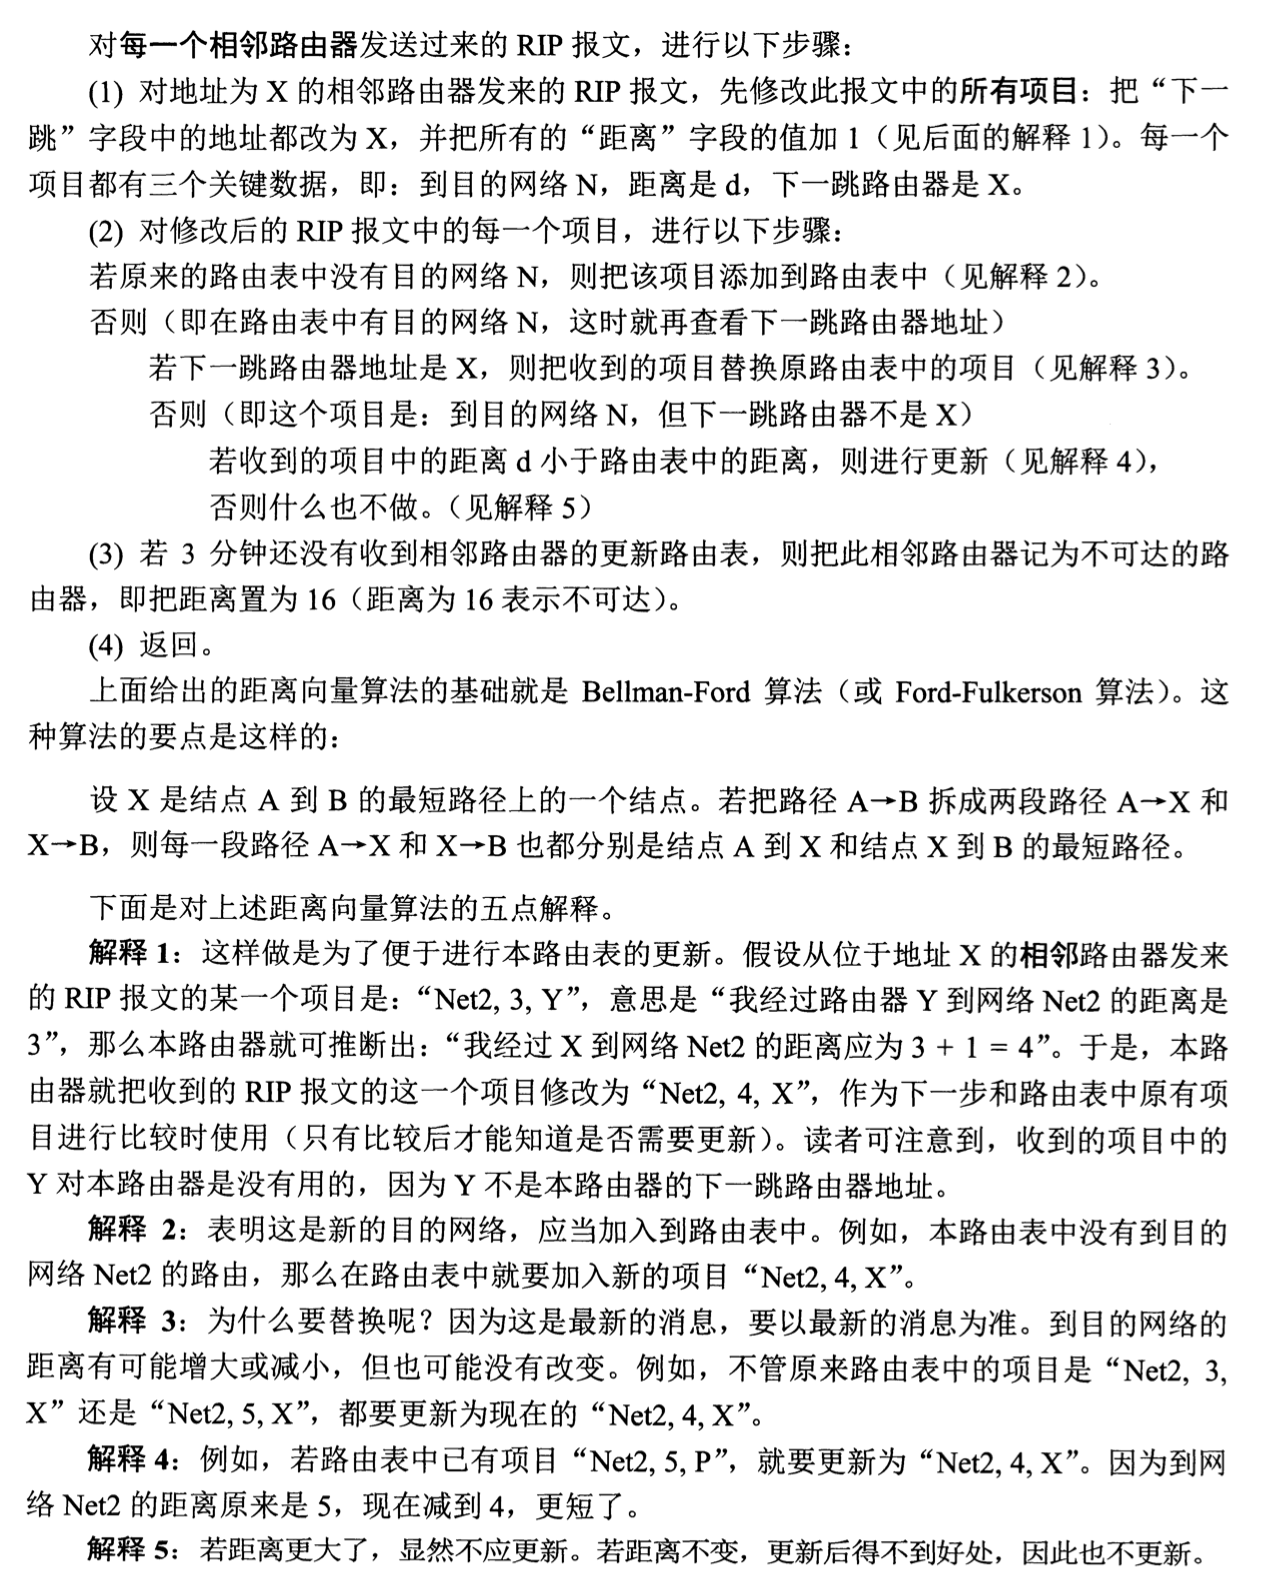 对每一个相邻路由器发送过来的 RIP 报文，进行以下步骤：
(1) 对地址为 X 的相邻路由器发来的 RIP 报文，先修改此报文中的所有项目：把“下一
跳”字段中的地址都改为 X，并把所有的“距离”字段的值加 1（见后面的解释 1）。每一个
项目都有三个关键数据，即：到目的网络 N，距离是 d，下一跳路由器是 X。
(2) 对修改后的 RIP 报文中的每一个项目，进行以下步骤：
若原来的路由表中没有目的网络 N，则把该项目添加到路由表中（见解释 2）。
否则（即在路由表中有目的网络 N，这时就再查看下一跳路由器地址）
若下一跳路由器地址是 X，则把收到的项目替换原路由表中的项目（见解释 3）。
否则（即这个项目是：到目的网络 N，但下一跳路由器不是 X）
若收到的项目中的距离 d 小于路由表中的距离，则进行更新（见解释 4），
否则什么也不做。（见解释 5）
(3) 若 3 分钟还没有收到相邻路由器的更新路由表，则把此相邻路由器记为不可达的路
由器，即把距离置为 16（距离为 16 表示不可达）。
(4) 返回。
上面给出的距离向量算法的基础就是 Bellman-Ford 算法（或 Ford-Fulkerson 算法）。这
种算法的要点是这样的：
设 X 是结点 A 到 B 的最短路径上的一个结点。若把路径 A→B 拆成两段路径 A→X 和
X→B，则每一段路径 A→X 和 X→B 也都分别是结点 A 到 X 和结点 X 到 B 的最短路径。
下面是对上述距离向量算法的五点解释。
解释 1：这样做是为了便于进行本路由表的更新。假设从位于地址 X 的相邻路由器发来
的 RIP 报文的某一个项目是：“Net2, 3, Y”，意思是“我经过路由器 Y 到网络 Net2 的距离是
3”，那么本路由器就可推断出：“我经过 X 到网络 Net2 的距离应为 3 + 1 = 4”。于是，本路
由器就把收到的 RIP 报文的这一个项目修改为“Net2, 4, X”，作为下一步和路由表中原有项
目进行比较时使用（只有比较后才能知道是否需要更新）。读者可注意到，收到的项目中的
Y 对本路由器是没有用的，因为 Y 不是本路由器的下一跳路由器地址。
解释 2：表明这是新的目的网络，应当加入到路由表中。例如，本路由表中没有到目的
网络 Net2 的路由，那么在路由表中就要加入新的项目“Net2, 4, X”。
解释 3：为什么要替换呢？因为这是最新的消息，要以最新的消息为准。到目的网络的
距离有可能增大或减小，但也可能没有改变。例如，不管原来路由表中的项目是“Net2, 3,
X”还是“Net2, 5, X”，都要更新为现在的“Net2, 4, X”。
解释 4：例如，若路由表中已有项目“Net2, 5, P”，就要更新为“Net2, 4, X”。因为到网
络 Net2 的距离原来是 5，现在减到 4，更短了。
解释 5：若距离更大了，显然不应更新。若距离不变，更新后得不到好处，因此也不更新。